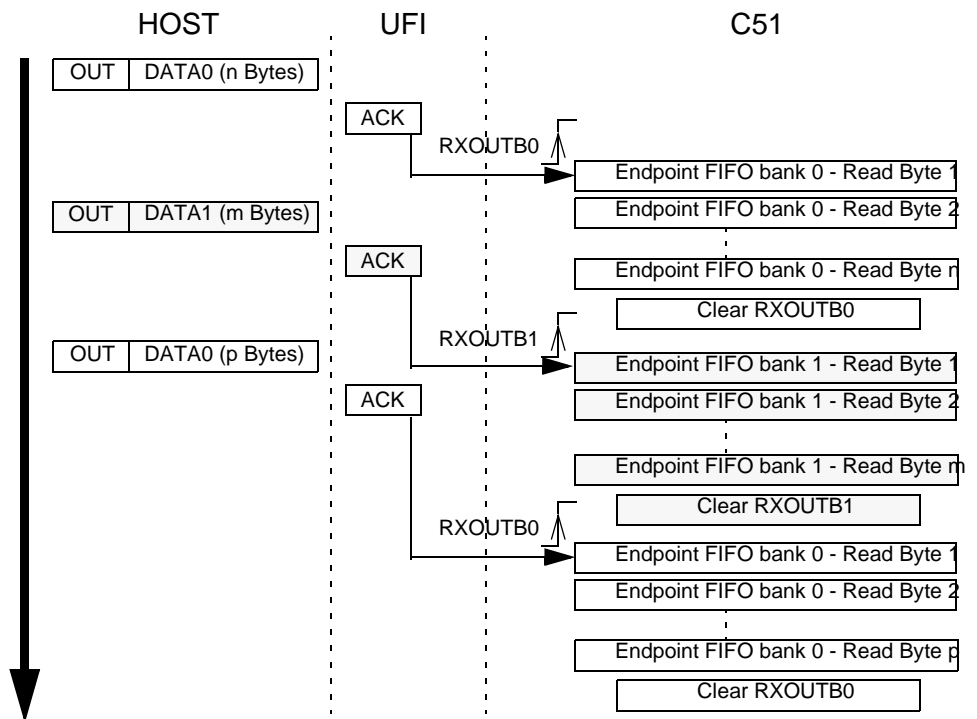 HOST UFI C51
OUT DATA0 (n Bytes)
ACK
RXOUTB0
Endpoint FIFO bank 0 - Read Byte 1
OUT DATA1 (m Bytes)
Endpoint FIFO bank 0 - Read Byte 2
ACK
Endpoint FIFO bank 0 - Read Byte n
Clear RXOUTB0
RXOUTB1
OUT DATA0 (p Bytes)
Endpoint FIFO bank 1 - Read Byte 1
ACK
Endpoint FIFO bank 1 - Read Byte 2
Endpoint FIFO bank 1 - Read Byte m
Clear RXOUTB1
RXOUTB0
Endpoint FIFO bank 0 - Read Byte 1
Endpoint FIFO bank 0 - Read Byte 2
Endpoint FIFO bank 0 - Read Byte p
Clear RXOUTB0